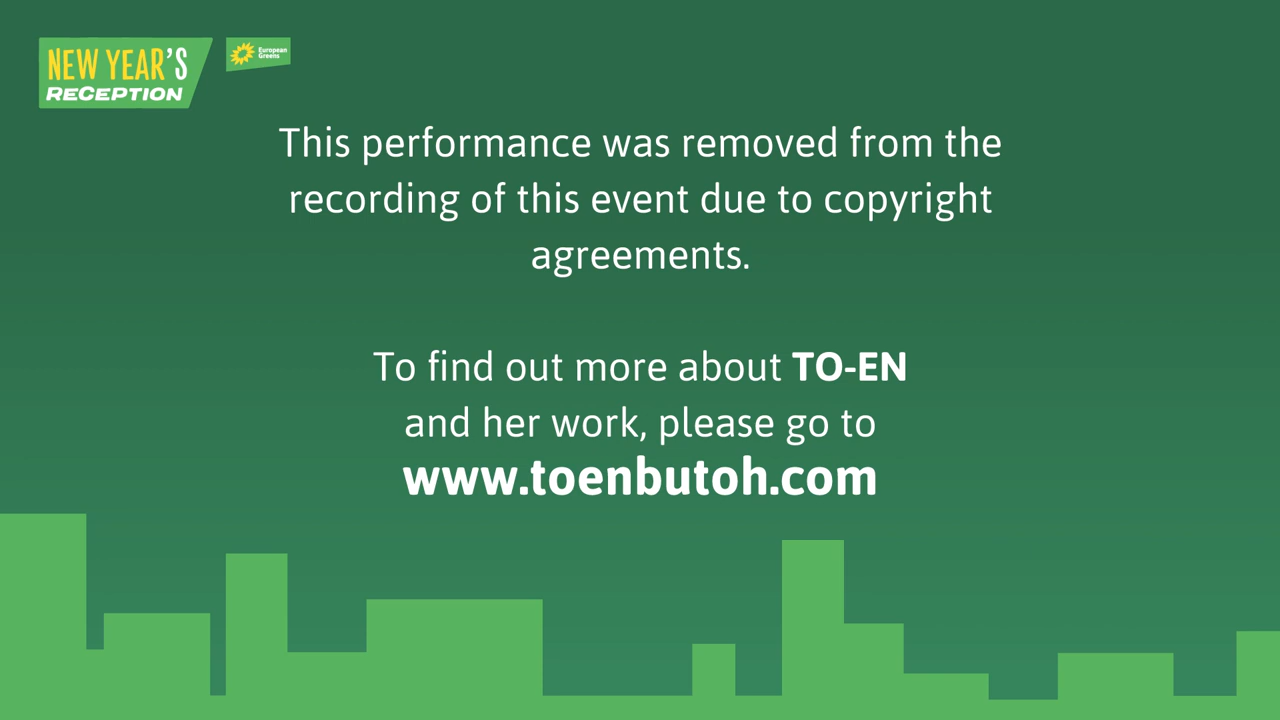 NEW YEAR'S
RECEPTION
European
Greens
This performance was removed from the
recording of this event due to copyright
agreements.
To find out more about TO-EN
and her work, please go to
www.toenbutoh.com